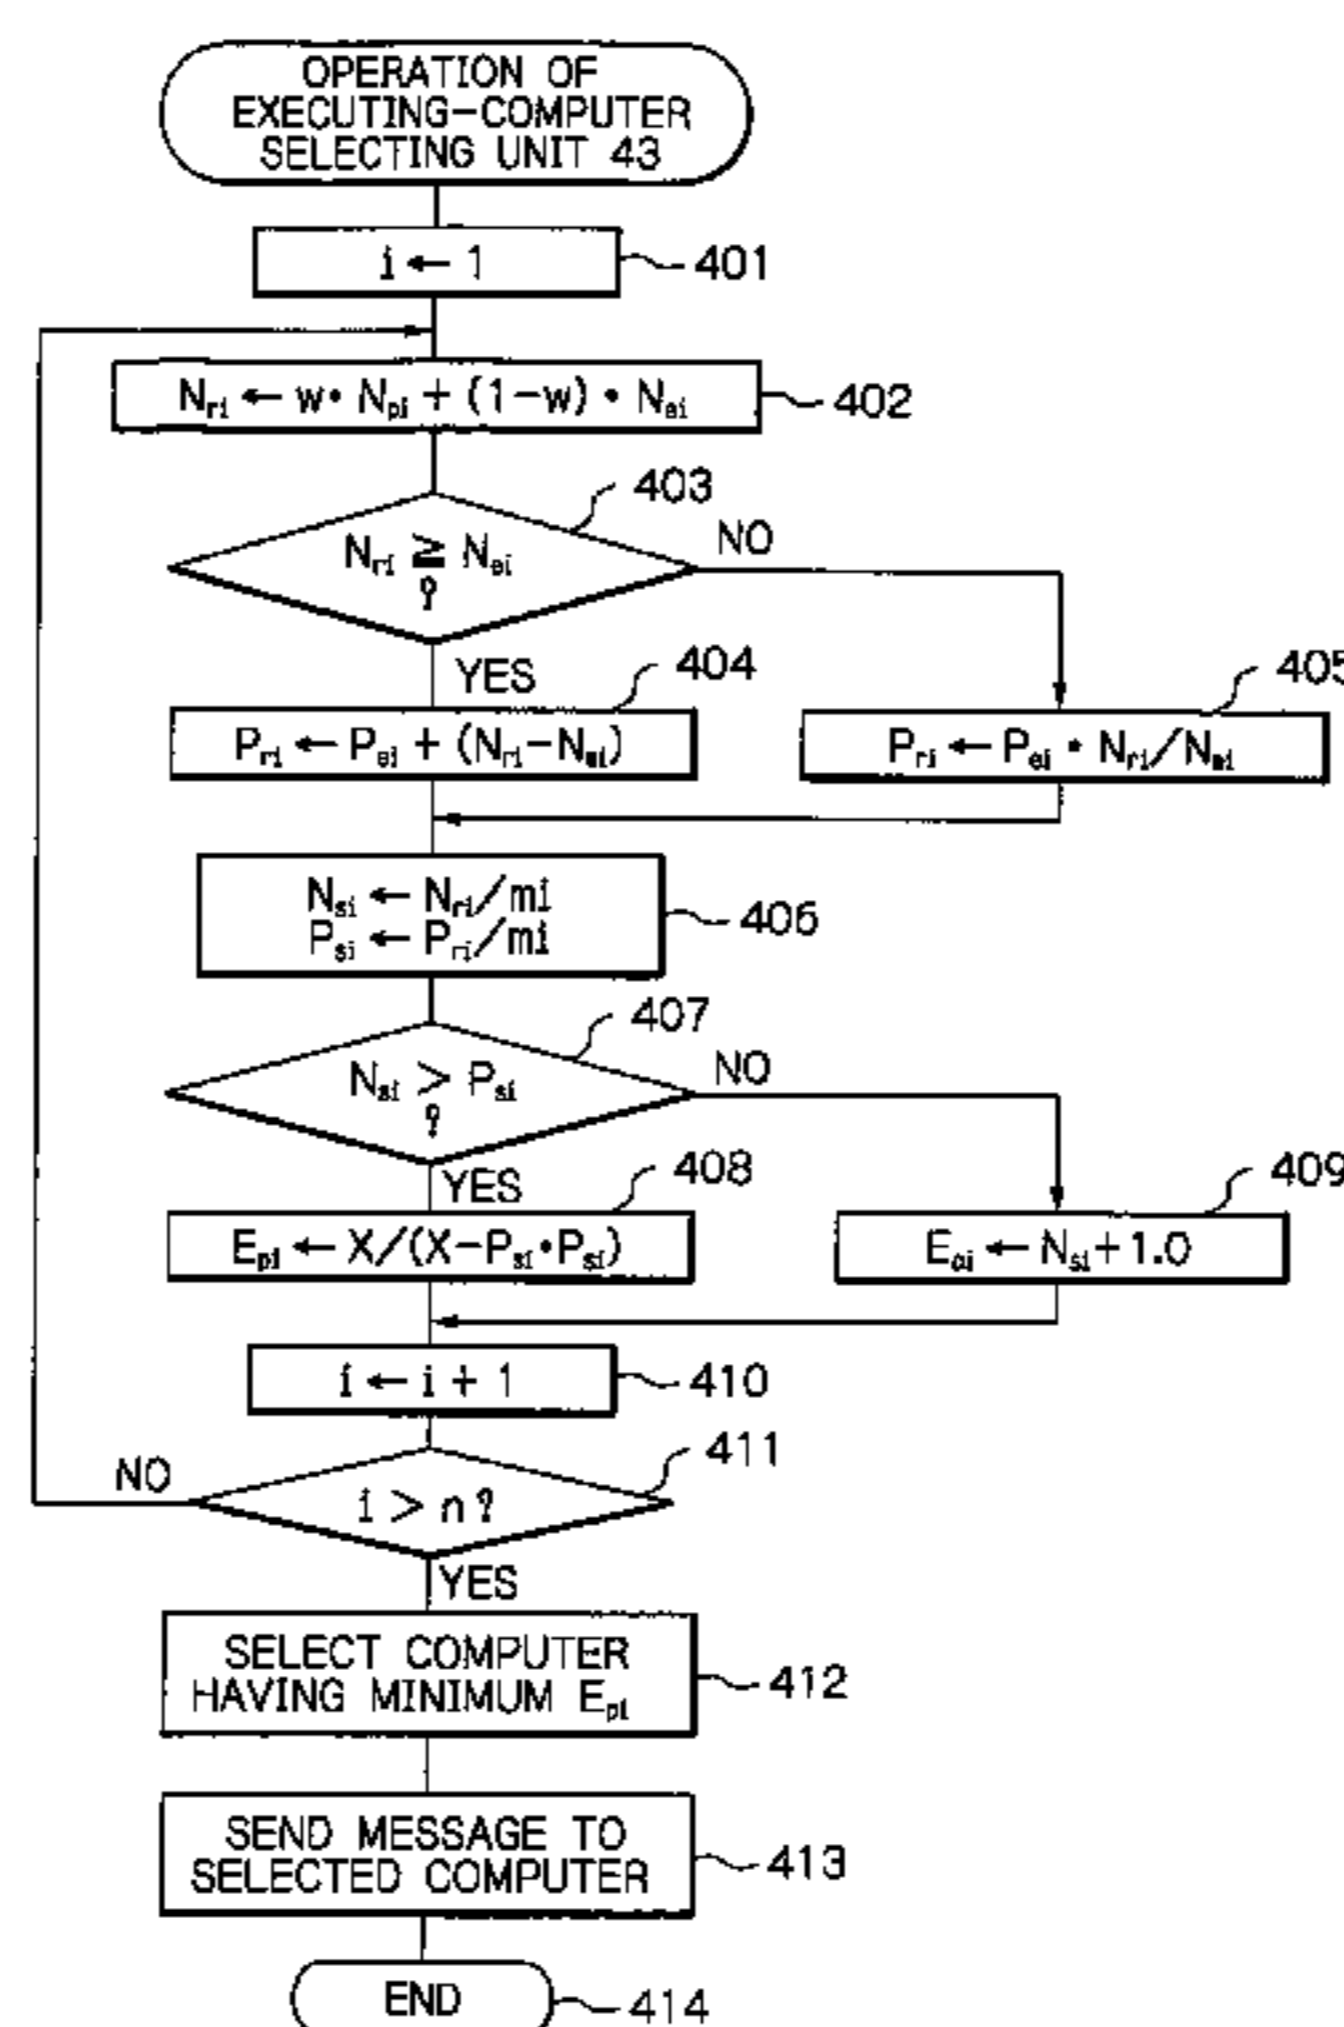 OPERATION OF
EXECUTING-COMPUTER
SELECTING UNIT 43
i ← 1
401
Nri ← w• Npi + (1-w) • Nei
402
403
Nri ≧ Nei
?
NO
YES
404
405
Pri ← Pei + (Nri-Nei)
Pri ← Pei • Nri/Nei
Nsi ← Nri/mi
Psi ← Pri/mi
406
407
Nsi > Psi
?
NO
YES
408
409
Epi ← X/(X-Psi•Psi)
Epi ← Nsi+1.0
i ← i + 1
410
411
NO
i > n ?
YES
SELECT COMPUTER
HAVING MINIMUM Epi
412
SEND MESSAGE TO
SELECTED COMPUTER
413
END
414